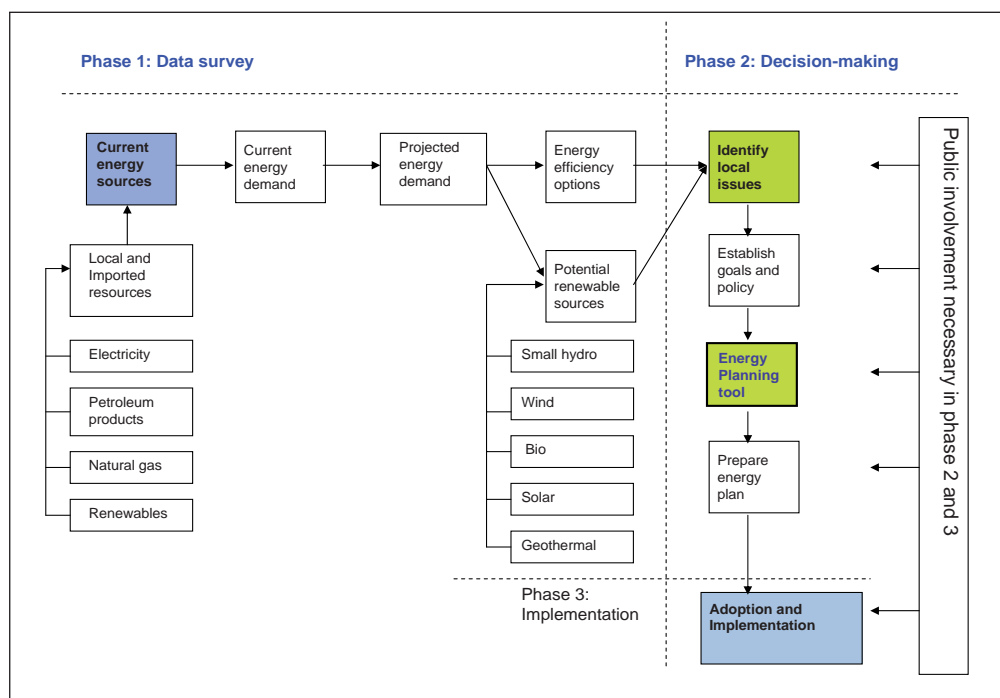 Phase 1: Data survey
Phase 2: Decision-making
Current
energy
sources
Current
energy
demand
Projected
energy
demand
Energy
efficiency
options
Identify
local
issues
Local and
Imported
resources
Potential
renewable
sources
Establish
goals and
policy
Electricity
Petroleum
products
Natural gas
Renewables
Small hydro
Wind
Bio
Solar
Geothermal
Energy
Planning
tool
Prepare
energy
plan
Phase 3:
Implementation
Adoption and
Implementation
Public involvement necessary in phase 2 and 3